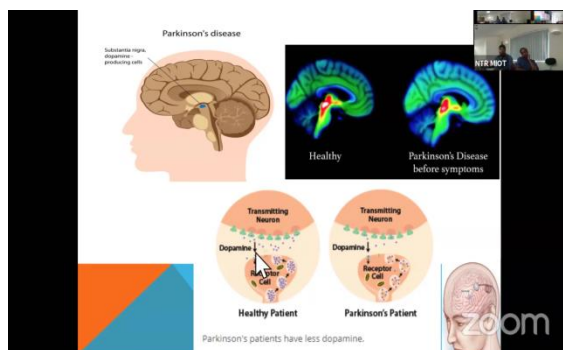 Parkinson's disease
Substantia nigra,
dopamine -
producing cells
NTR MIOT
Healthy
Parkinson's Disease
before symptoms
Transmitting
Neuron
Dopamine
Receptor
Cell
Healthy Patient
Transmitting
Neuron
Dopamine
Receptor
Cell
Parkinson's Patient
Parkinson's patients have less dopamine.
zoom